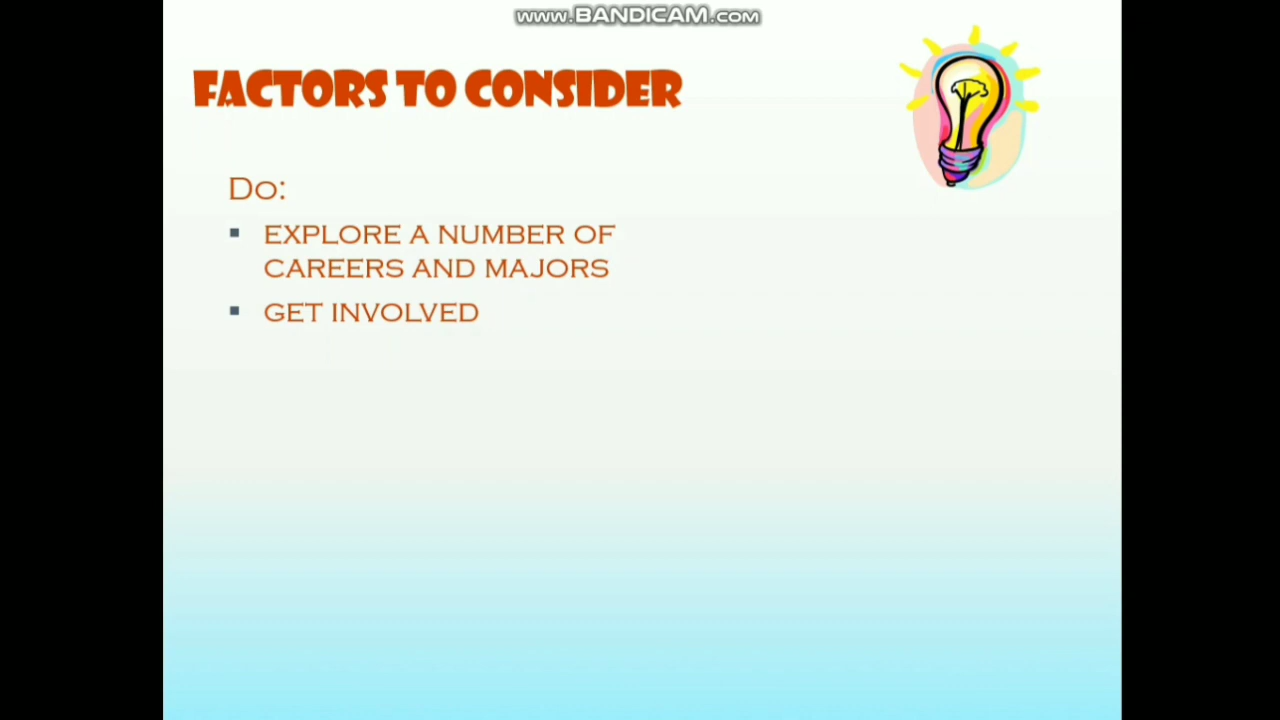 www.BANDICAM.com
FACTORS TO CONSIDER
Do:
▪ EXPLORE A NUMBER OF
CAREERS AND MAJORS
▪ GET INVOLVED